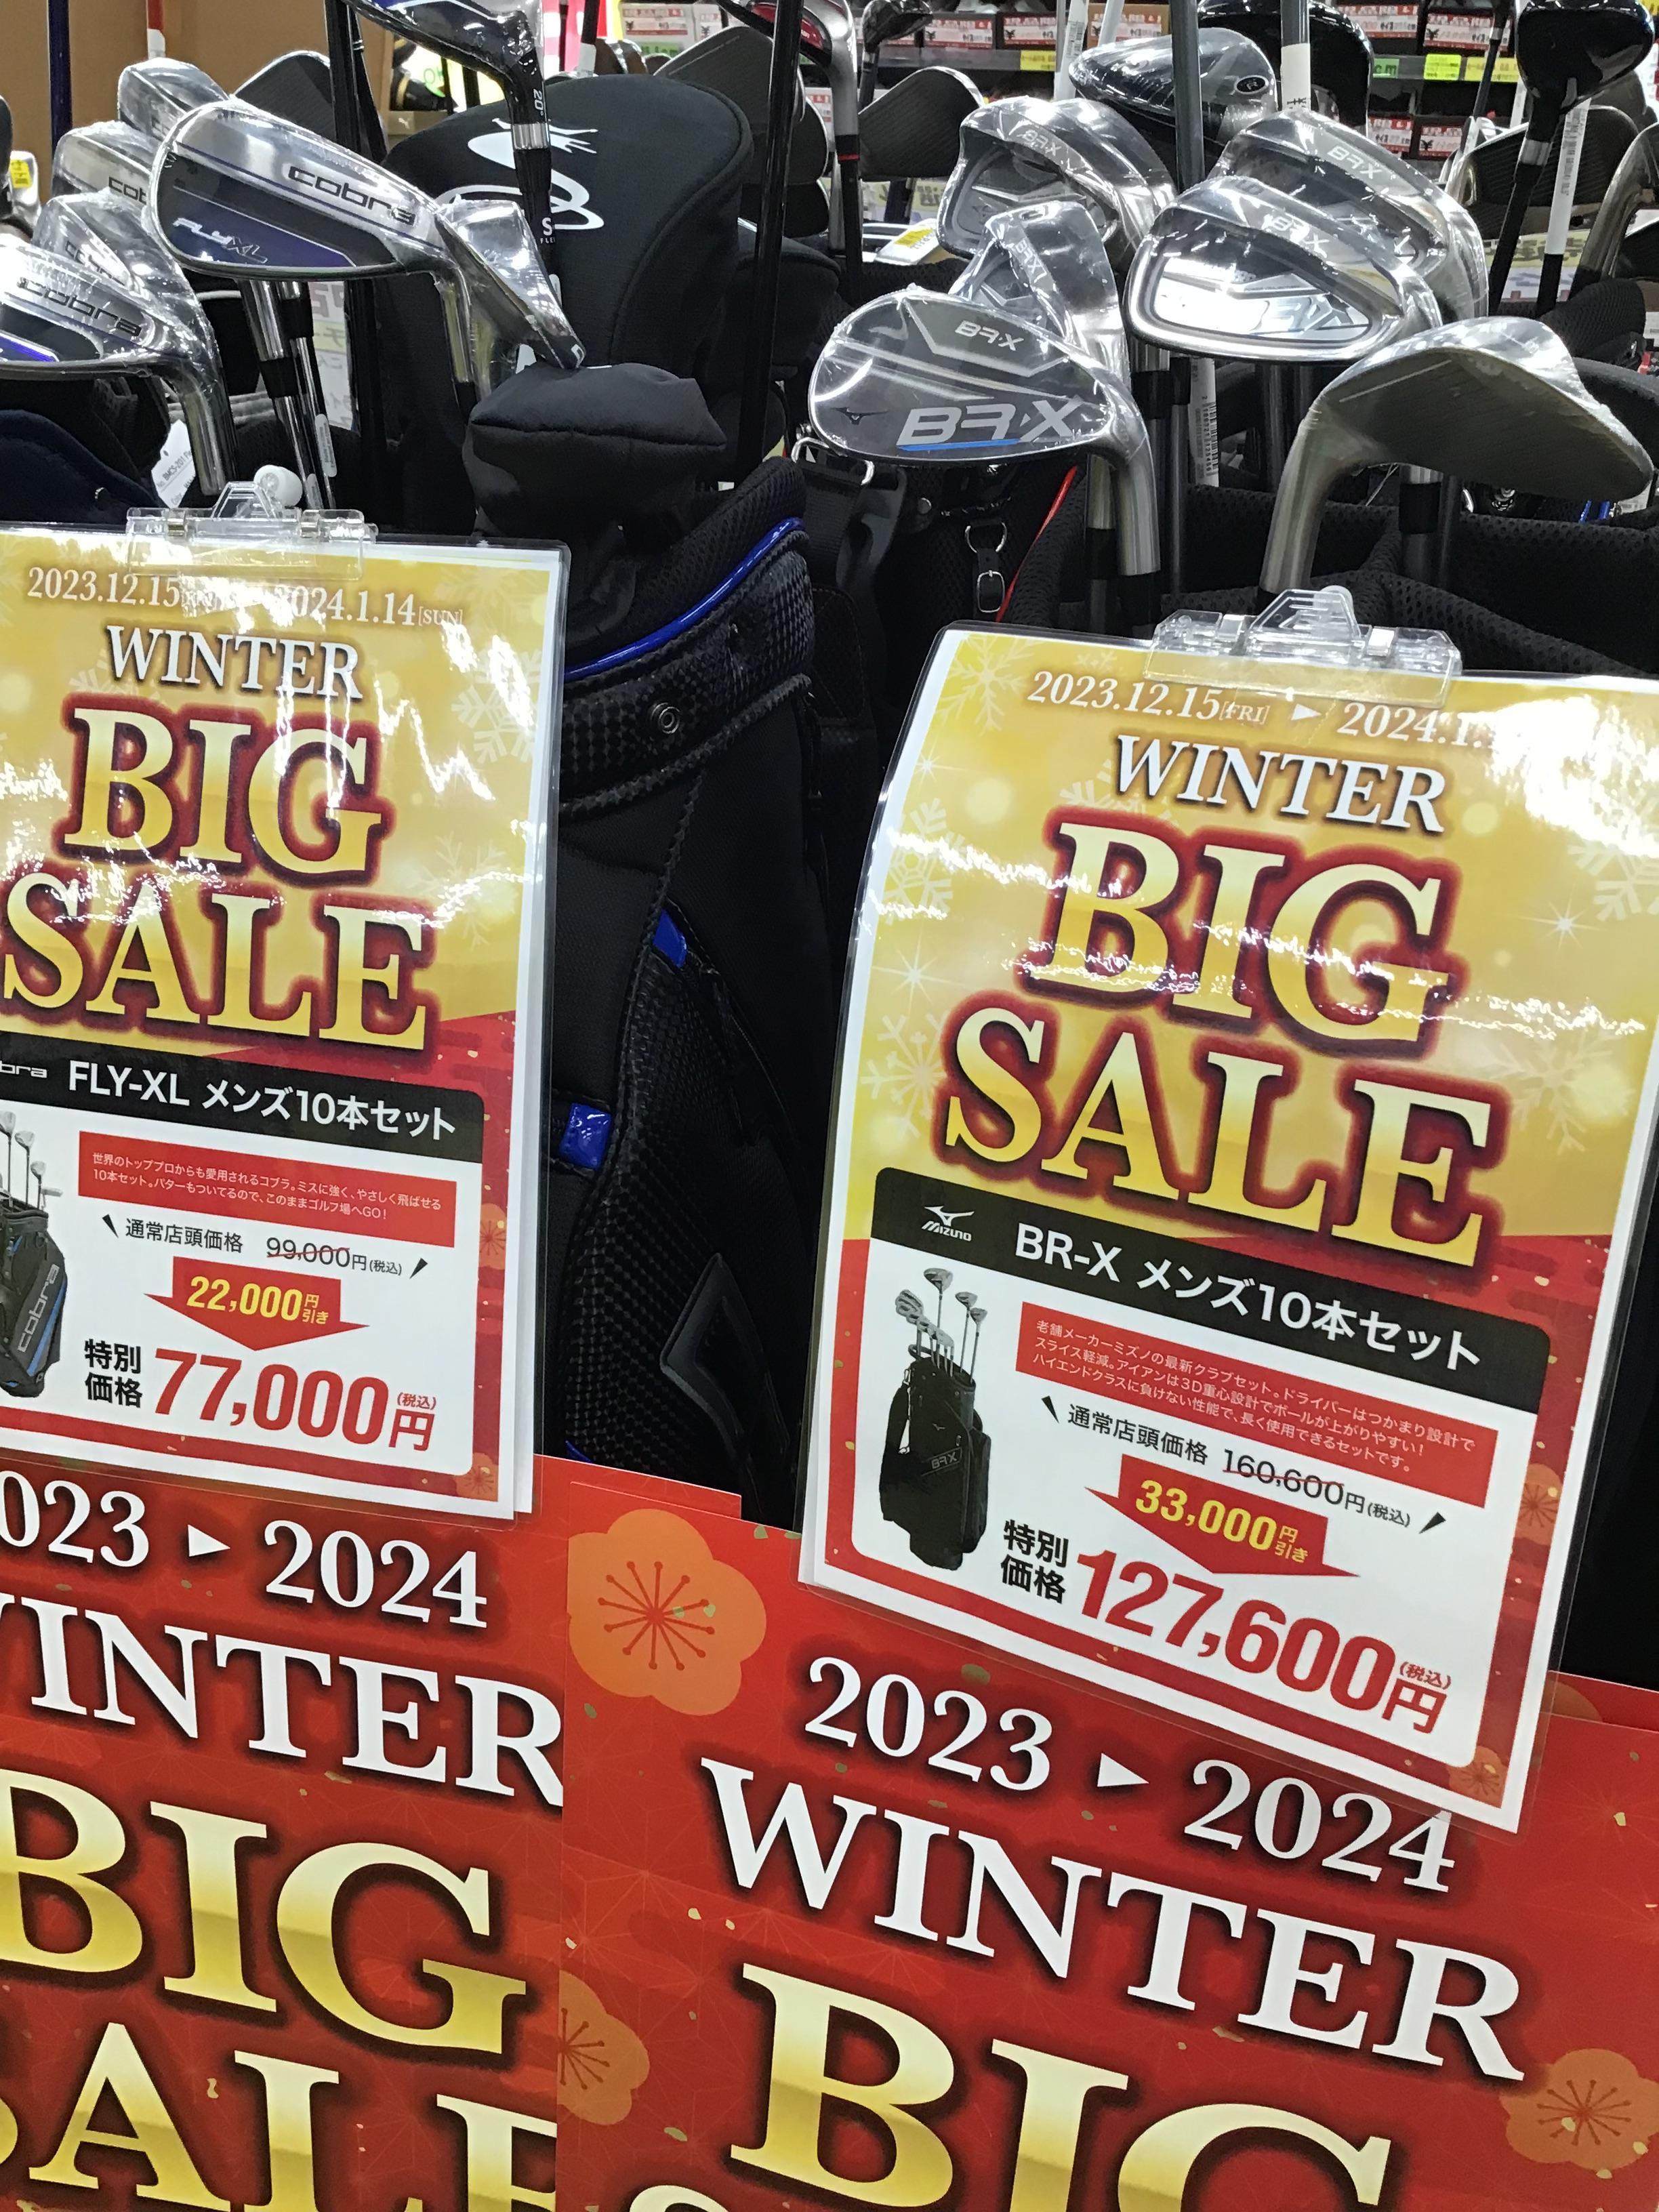 cobra
FLY XL
cobra
20°
BR-X
BR-X
BR-X
BR-X
BR-X
2023.12.15
2024.1.14[SUN]
WINTER
BIG
SALE
FLY-XL メンズ10本セット
世界のトッププロからも愛用されるコブラ。ミスに強く、やさしく飛ばせる
10本セット。パターもついてるので、このままゴルフ場へGO！
通常店頭価格 99,000円(税込)
22,000円引き
特別価格 77,000円(税込)
cobra
2023.12.15[FRI] ▶ 2024.1.
WINTER
BIG
SALE
MIZUNO
BR-X メンズ10本セット
老舗メーカーミズノの最新クラブセット。ドライバーはつかまり設計で
スライス軽減。アイアンは3D重心設計でボールが上がりやすい！
ハイエンドクラスに負けない性能で、長く使用できるセットです。
通常店頭価格 160,600円(税込)
33,000円引き
特別価格 127,600円(税込)
BR-X
023 ▶ 2024
WINTER
BIG
SALE
2023 ▶ 2024
WINTER
BIG